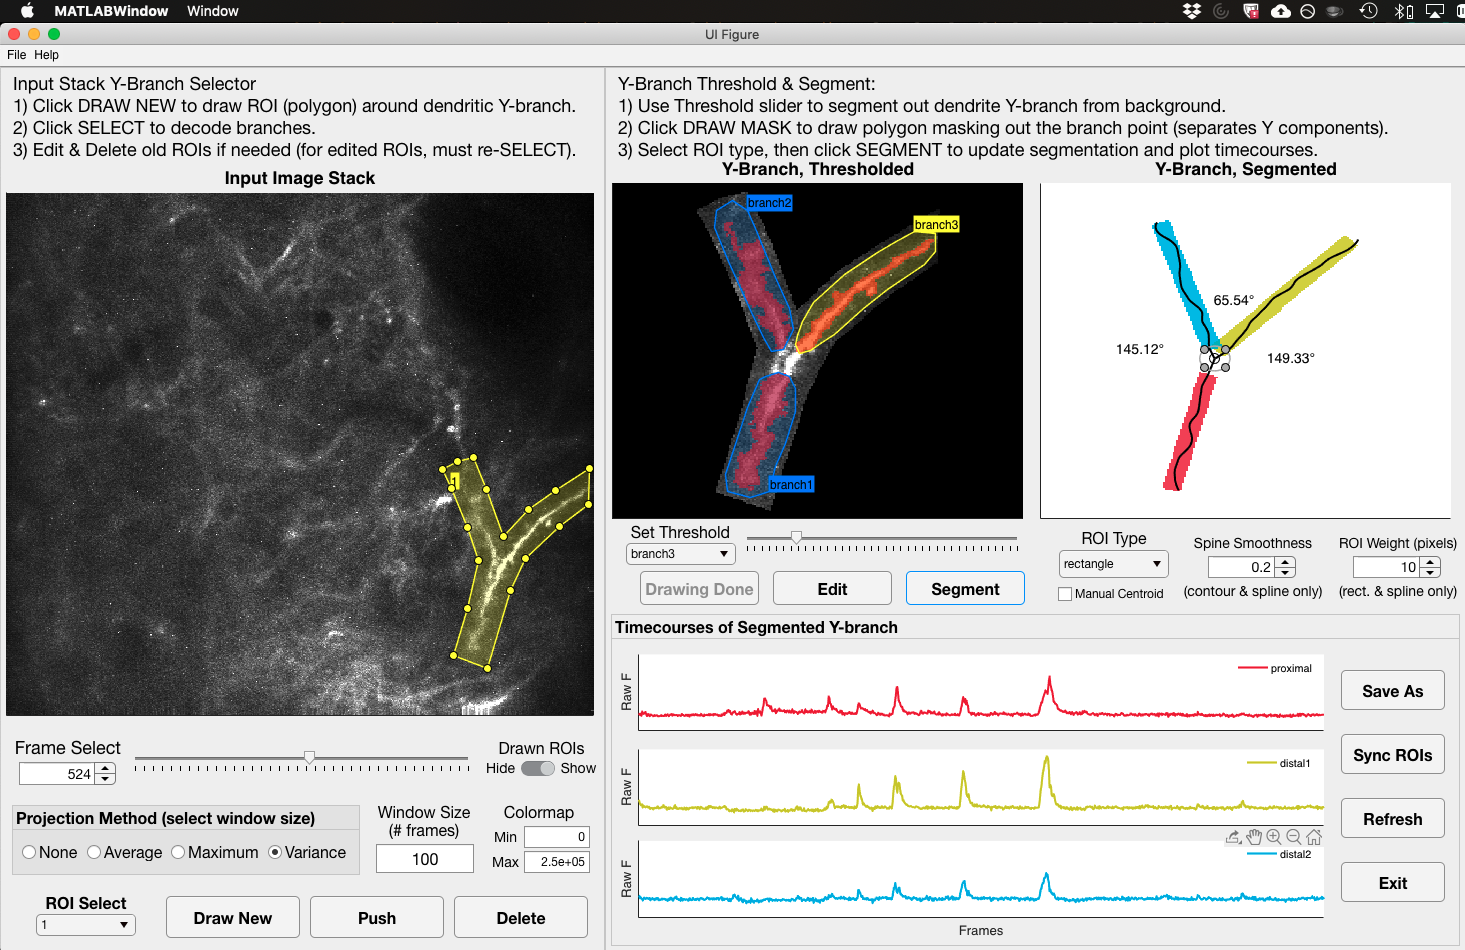 MATLABWindow Window
UI Figure
File Help
Input Stack Y-Branch Selector
1) Click DRAW NEW to draw ROI (polygon) around dendritic Y-branch.
2) Click SELECT to decode branches.
3) Edit & Delete old ROIs if needed (for edited ROIs, must re-SELECT).
Input Image Stack
1
Frame Select
524
Drawn ROIs
Hide Show
Projection Method (select window size)
None Average Maximum Variance
Window Size
(# frames)
100
Colormap
Min 0
Max 2.5e+05
ROI Select
1
Draw New Push Delete
Y-Branch Threshold & Segment:
1) Use Threshold slider to segment out dendrite Y-branch from background.
2) Click DRAW MASK to draw polygon masking out the branch point (separates Y components).
3) Select ROI type, then click SEGMENT to update segmentation and plot timecourses.
Y-Branch, Thresholded
branch2
branch3
branch1
Y-Branch, Segmented
65.54°
145.12°
149.33°
Set Threshold
branch3
Drawing Done Edit Segment
ROI Type
rectangle
Manual Centroid
Spine Smoothness
0.2
(contour & spline only)
ROI Weight (pixels)
10
(rect. & spline only)
Timecourses of Segmented Y-branch
Raw F
proximal
Raw F
distal1
Raw F
distal2
Frames
Save As
Sync ROIs
Refresh
Exit